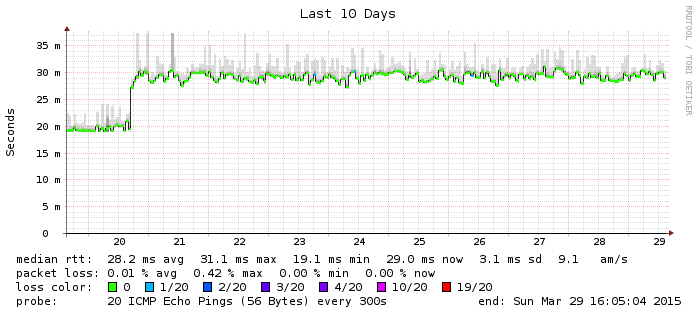 Last 10 Days
RRDTOOL / TOBI OETIKER
Seconds
35 m
30 m
25 m
20 m
15 m
10 m
5 m
0
20 21 22 23 24 25 26 27 28 29
median rtt: 28.2 ms avg 31.1 ms max 19.1 ms min 29.0 ms now 3.1 ms sd 9.1 am/s
packet loss: 0.01 % avg 0.42 % max 0.00 % min 0.00 % now
loss color: 0 1/20 2/20 3/20 4/20 10/20 19/20
probe: 20 ICMP Echo Pings (56 Bytes) every 300s end: Sun Mar 29 16:05:04 2015